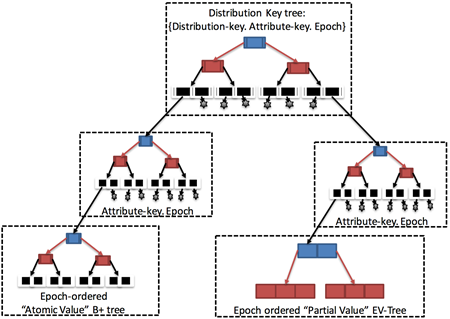 Distribution Key tree:
{Distribution-key. Attribute-key. Epoch}
Attribute-key. Epoch
Attribute-key. Epoch
Epoch-ordered
“Atomic Value” B+ tree
Epoch ordered “Partial Value” EV-Tree